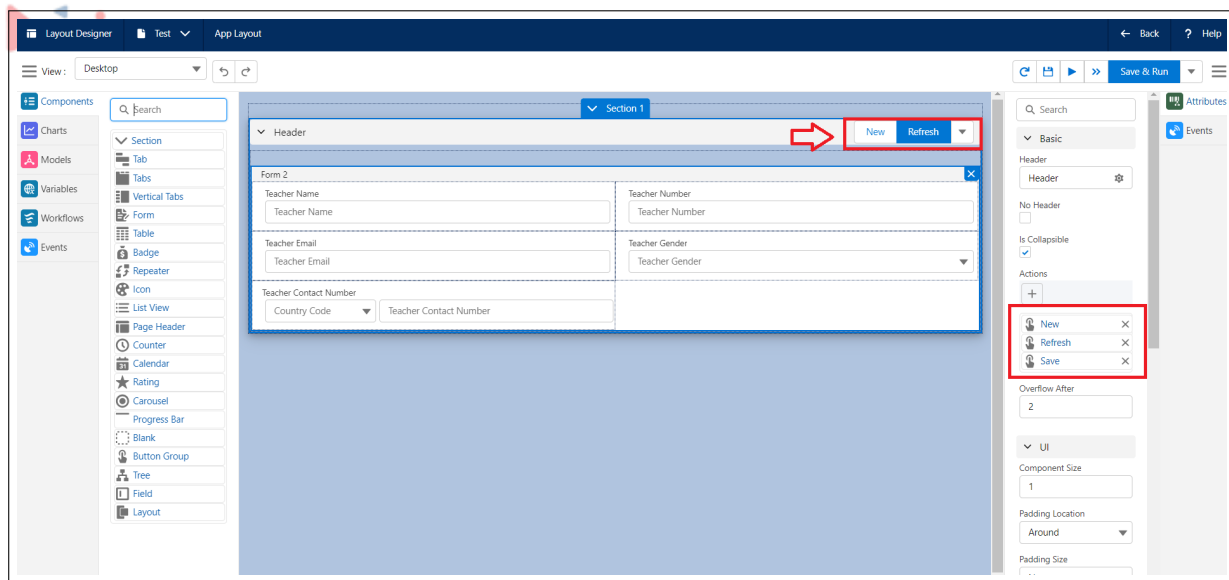 Layout Designer
Test
App Layout
Back
? Help
View :
Desktop
Save & Run
Components
Charts
Models
Variables
Workflows
Events
Search
Section
Tab
Tabs
Vertical Tabs
Form
Table
Badge
Repeater
Icon
List View
Page Header
Counter
Calendar
Rating
Carousel
Progress Bar
Blank
Button Group
Tree
Field
Layout
Section 1
Header
New
Refresh
Form 2
Teacher Name
Teacher Name
Teacher Number
Teacher Number
Teacher Email
Teacher Email
Teacher Gender
Teacher Gender
Teacher Contact Number
Country Code
Teacher Contact Number
Search
Basic
Header
Header
No Header
Is Collapsible
Actions
New
Refresh
Save
Overflow After
2
UI
Component Size
1
Padding Location
Around
Padding Size
Attributes
Events